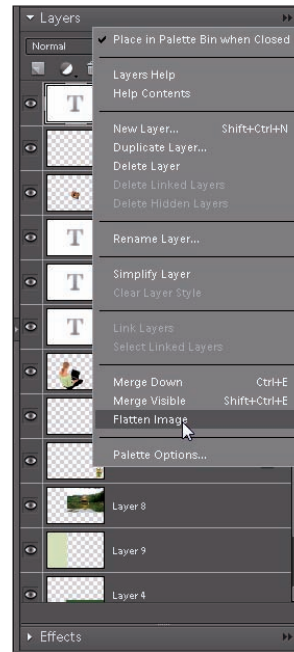 Layers
Normal
Place in Palette Bin when Closed
Layers Help
Help Contents
New Layer... Shift+Ctrl+N
Duplicate Layer...
Delete Layer
Delete Linked Layers
Delete Hidden Layers
Rename Layer...
Simplify Layer
Clear Layer Style
Link Layers
Select Linked Layers
Merge Down Ctrl+E
Merge Visible Shift+Ctrl+E
Flatten Image
Palette Options...
T
T
T
T
Layer 8
Layer 9
Layer 4
Effects